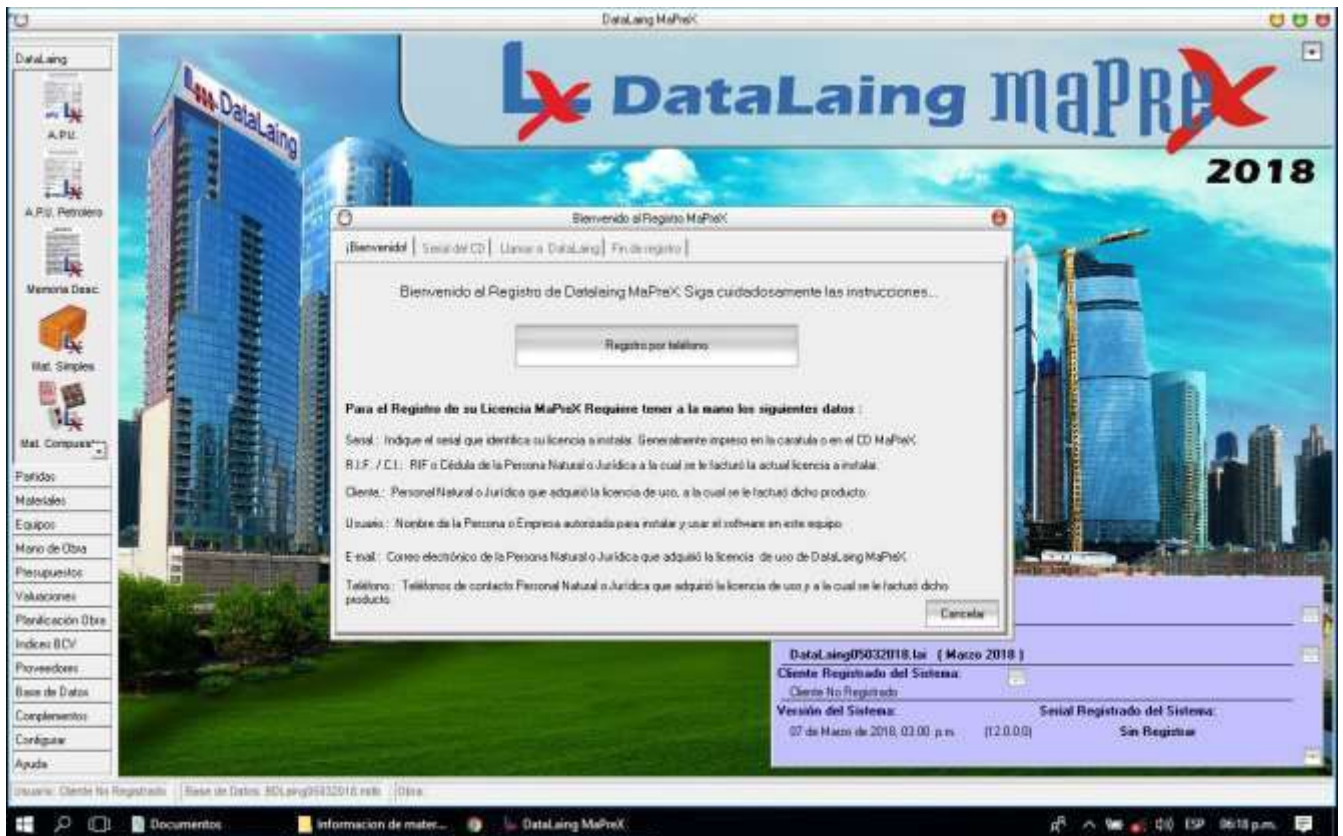 DataLaing MaPreX
DataLaing
A.P.U.
A.P.U. Petrolero
Memoria Desc.
Mat. Simples
Mat. Compuesto
Partidas
Materiales
Equipos
Mano de Obra
Presupuestos
Valuaciones
Planificación Obra
Indices BCV
Proveedores
Base de Datos
Complementos
Configurar
Ayuda
DataLaing
Lx DataLaing maPReX
2018
Bienvenido al Registro MaPreX
¡Bienvenido!
Serial del CD
Llamar a DataLaing
Fin de registro
Bienvenido al Registro de Datalaing MaPreX. Siga cuidadosamente las instrucciones...
Registro por teléfono
Para el Registro de su Licencia MaPreX Requiere tener a la mano los siguientes datos :
Serial : Indique el serial que identifica su licencia a instalar. Generalmente impreso en la caratula o en el CD MaPreX.
R.I.F. / C.I.: RIF o Cédula de la Persona Natural o Jurídica a la cual se le facturó la actual licencia a instalar.
Cliente.: Personal Natural o Jurídica que adquirió la licencia de uso, a la cual se le facturó dicho producto.
Usuario : Nombre de la Persona o Empresa autorizada para instalar y usar el software en este equipo
E-mail : Correo electrónico de la Persona Natural o Jurídica que adquirió la licencia de uso de DataLaing MaPreX.
Teléfono : Teléfonos de contacto Personal Natural o Jurídica que adquirió la licencia de uso y a la cual se le facturó dicho
producto.
Cancelar
DataLaing05032018.lai ( Marzo 2018 )
Cliente Registrado del Sistema:
Cliente No Registrado
Versión del Sistema:
Serial Registrado del Sistema:
07 de Marzo de 2018, 03:00 p.m. (12.0.0.0)
Sin Registrar
Usuario: Cliente No Registrado
Base de Datos: BDLaing05032018.mdb
Obra:
Documentos
informacion de mater...
DataLaing MaPreX
ESP
06:18 p.m.